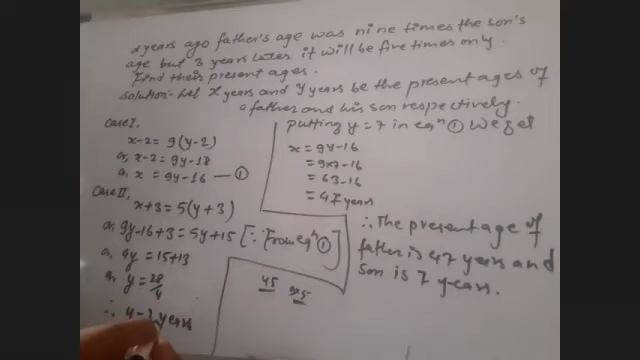 2 years ago father's age was nine times the son's
age but 3 years later it will be five times only.
Find their present ages.
Solution- Let x years and y years be the present ages of
a father and his son respectively.
Case I,
x-2 = 9(y-2)
or, x-2 = 9y-18
or, x = 9y-16 — ①
Case II,
x+3 = 5(y+3)
or, 9y-16+3 = 5y+15 [∵ From eqn ①]
or, 4y = 15+13
or, y = 28/4
∴ y = 7 years
putting y = 7 in eqn ① we get
x = 9y-16
= 9×7-16
= 63-16
= 47 years
∴ The present age of
father is 47 years and
son is 7 years.
45 9×5